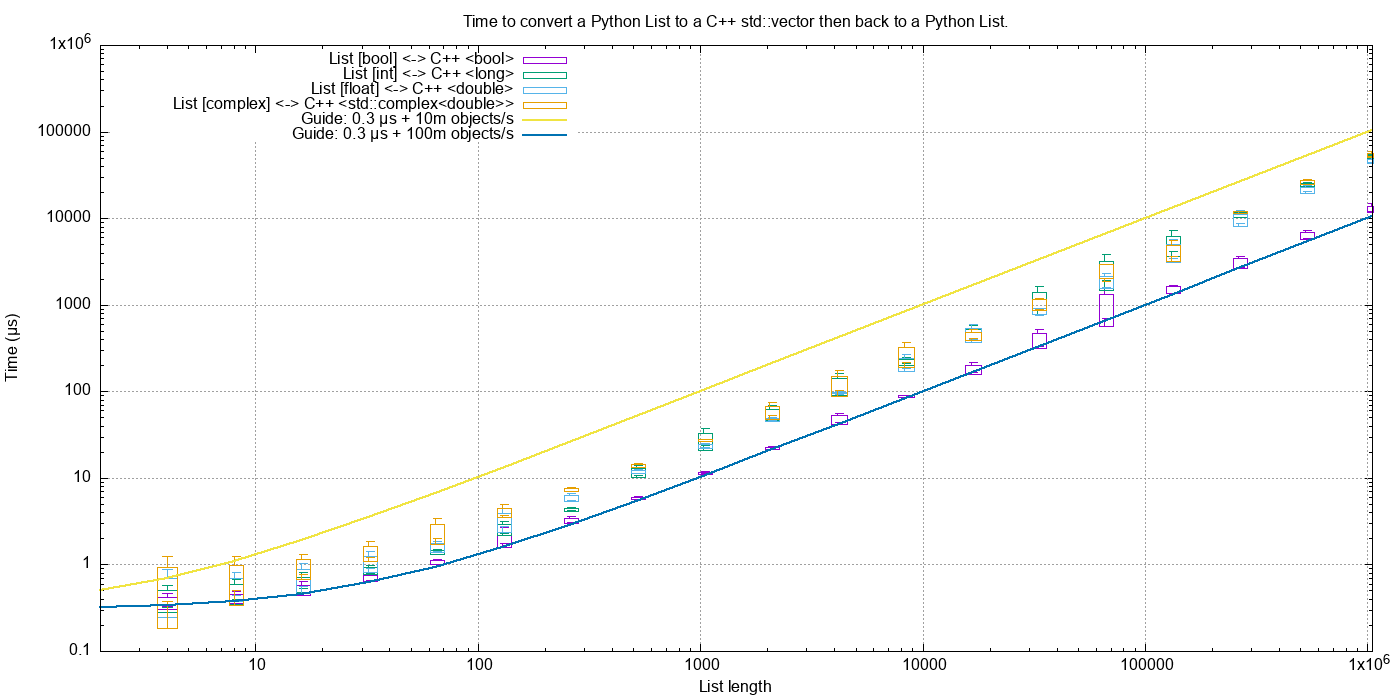 Time to convert a Python List to a C++ std::vector then back to a Python List.
1x10^6
100000
10000
1000
100
10
1
0.1
Time (µs)
List [bool] <-> C++ <bool>
List [int] <-> C++ <long>
List [float] <-> C++ <double>
List [complex] <-> C++ <std::complex<double>>
Guide: 0.3 µs + 10m objects/s
Guide: 0.3 µs + 100m objects/s
10 100 1000 10000 100000 1x10^6
List length